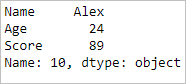 Name     Alex
Age        24
Score      89
Name: 10, dtype: object